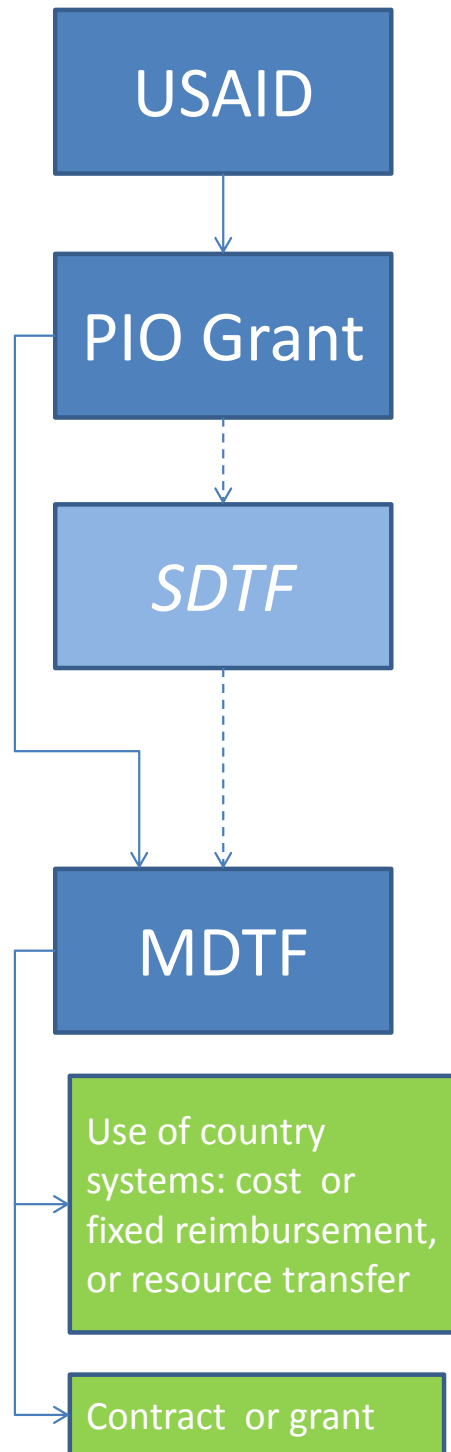 USAID
PIO Grant
SDTF
MDTF
Use of country
systems: cost or
fixed reimbursement,
or resource transfer
Contract or grant